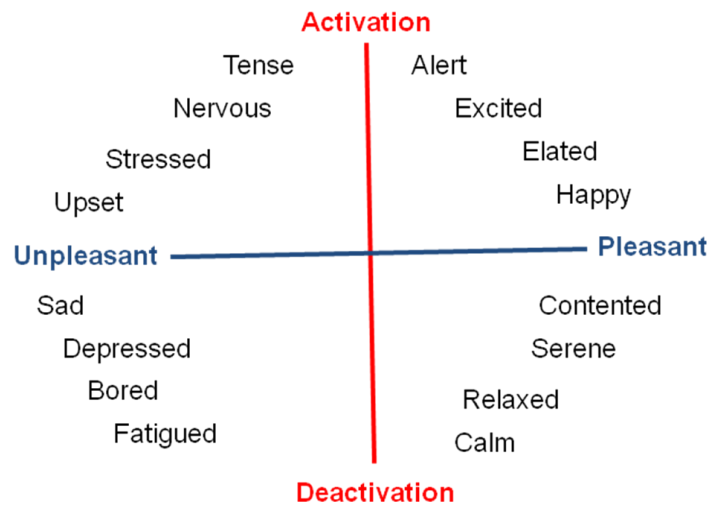 Activation
Tense Alert
Nervous Excited
Stressed Elated
Upset Happy
Unpleasant Pleasant
Sad Contented
Depressed Serene
Bored Relaxed
Fatigued Calm
Deactivation